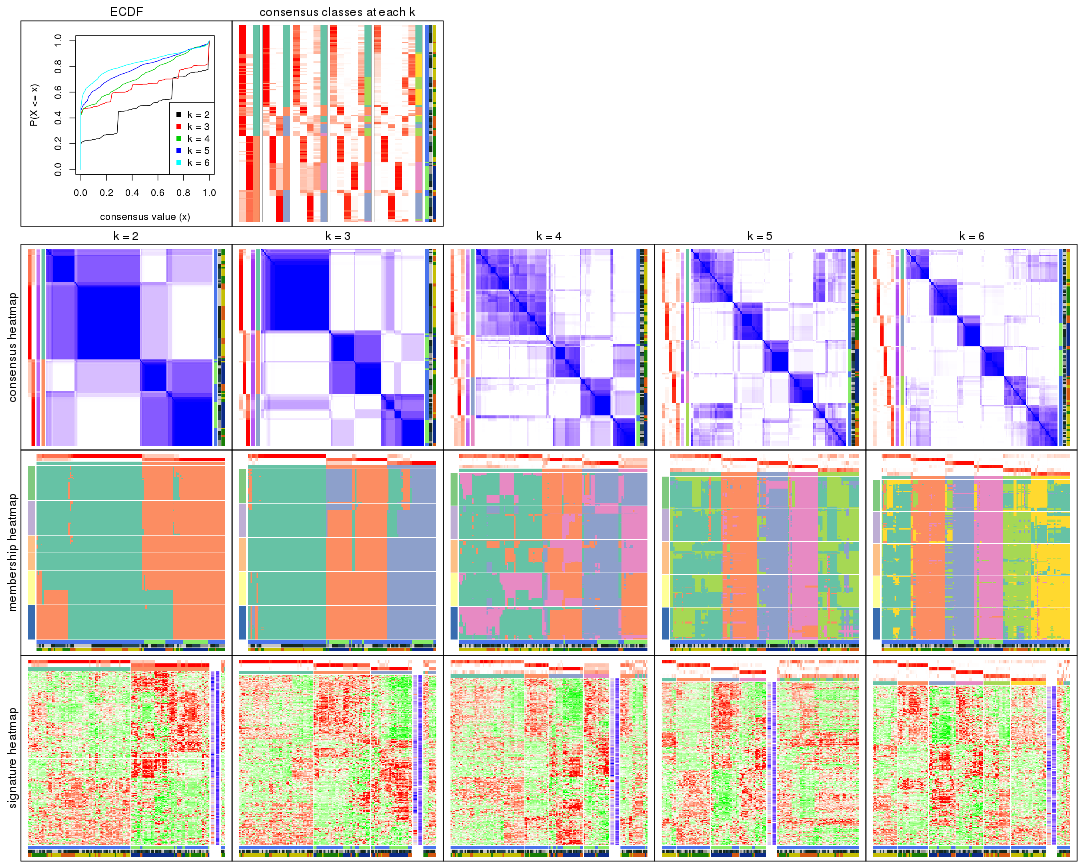 ECDF
consensus classes at each k
P(X <= x)
0.0 0.2 0.4 0.6 0.8 1.0
k = 2
k = 3
k = 4
k = 5
k = 6
0.0 0.2 0.4 0.6 0.8 1.0
consensus value (x)
k = 2 k = 3 k = 4 k = 5 k = 6
consensus heatmap
membership heatmap
signature heatmap